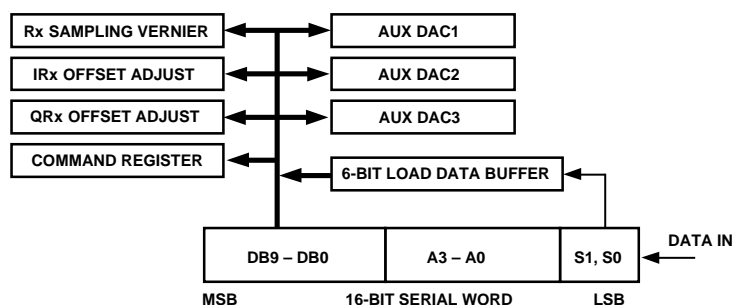 Rx SAMPLING VERNIER
AUX DAC1
IRx OFFSET ADJUST
AUX DAC2
QRx OFFSET ADJUST
AUX DAC3
COMMAND REGISTER
6-BIT LOAD DATA BUFFER
DATA IN
DB9 – DB0
A3 – A0
S1, S0
MSB
16-BIT SERIAL WORD
LSB